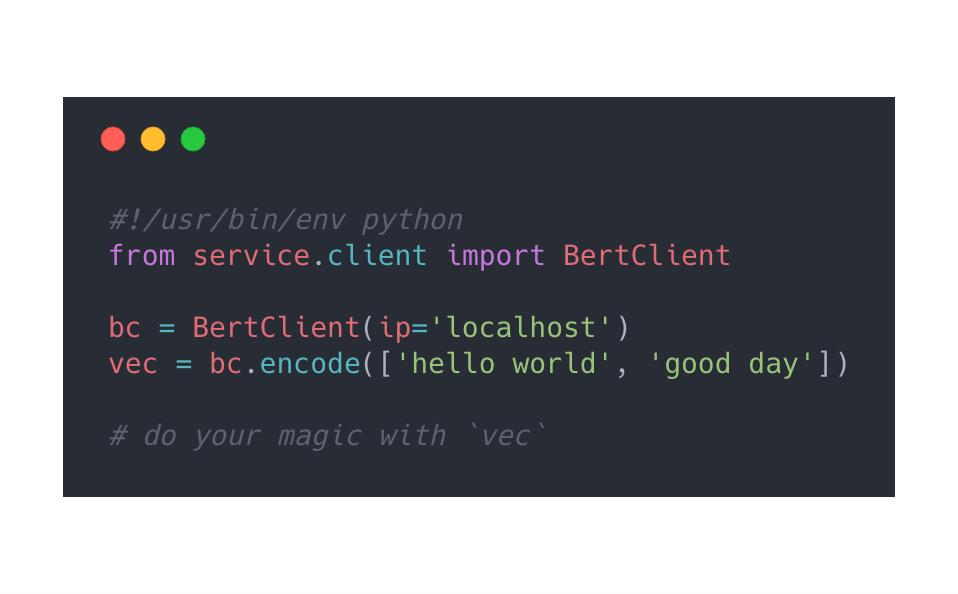 #!/usr/bin/env python
from service.client import BertClient
bc = BertClient(ip='localhost')
vec = bc.encode(['hello world', 'good day'])
# do your magic with `vec`